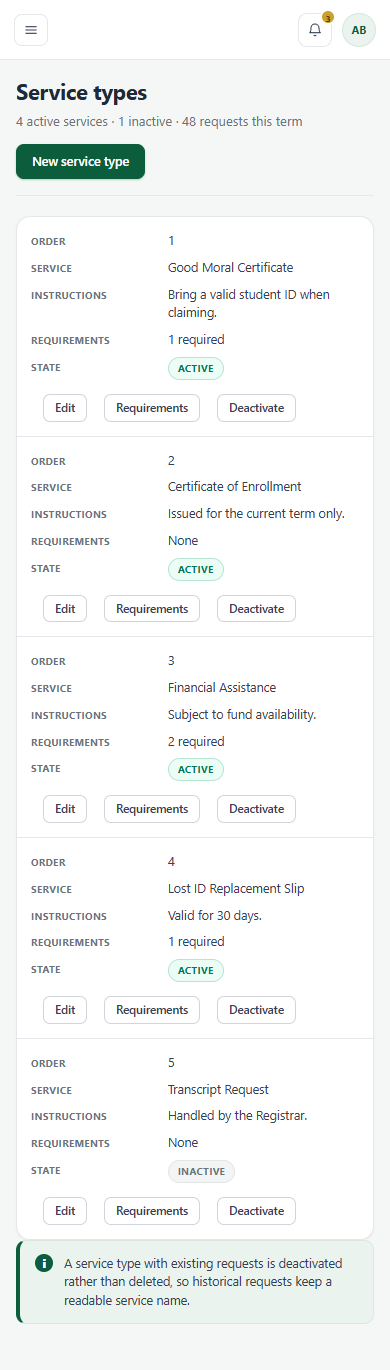 3
AB
Service types
4 active services · 1 inactive · 48 requests this term
New service type
ORDER 1
SERVICE Good Moral Certificate
INSTRUCTIONS Bring a valid student ID when
claiming.
REQUIREMENTS 1 required
STATE ACTIVE
Edit Requirements Deactivate
ORDER 2
SERVICE Certificate of Enrollment
INSTRUCTIONS Issued for the current term only.
REQUIREMENTS None
STATE ACTIVE
Edit Requirements Deactivate
ORDER 3
SERVICE Financial Assistance
INSTRUCTIONS Subject to fund availability.
REQUIREMENTS 2 required
STATE ACTIVE
Edit Requirements Deactivate
ORDER 4
SERVICE Lost ID Replacement Slip
INSTRUCTIONS Valid for 30 days.
REQUIREMENTS 1 required
STATE ACTIVE
Edit Requirements Deactivate
ORDER 5
SERVICE Transcript Request
INSTRUCTIONS Handled by the Registrar.
REQUIREMENTS None
STATE INACTIVE
Edit Requirements Deactivate
A service type with existing requests is deactivated
rather than deleted, so historical requests keep a
readable service name.